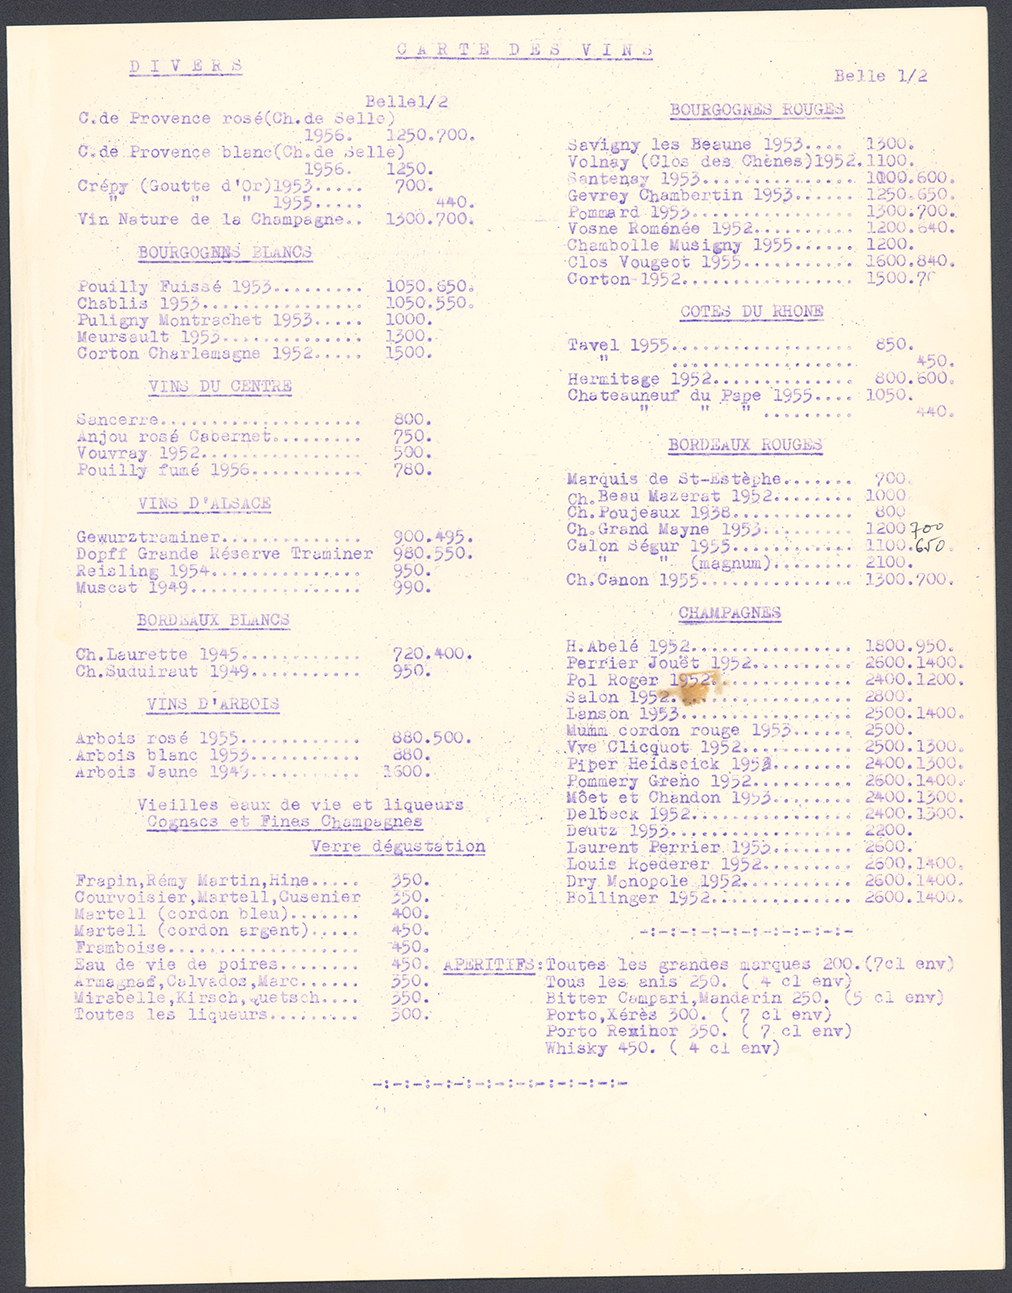 CARTE DES VINS
DIVERS
Belle1/2
C.de Provence rosé(Ch.de Selle)
1956. 1250.700.
C.de Provence blanc(Ch.de Selle)
1956. 1250.
Crépy (Goutte d'Or)1953..... 700.
" " " 1955..... 440.
Vin Nature de la Champagne.. 1300.700.
BOURGOGNNS BLANCS
Pouilly Fuissé 1953......... 1050.650.
Chablis 1953................ 1050.550.
Puligny Montrachet 1953..... 1000.
Meursault 1953.............. 1300.
Corton Charlemagne 1952..... 1500.
VINS DU CENTRE
Sancerre.................... 800.
Anjou rosé Cabernet......... 750.
Vouvray 1952................ 500.
Pouilly fumé 1956........... 780.
VINS D'ALSACE
Gewurztraminer.............. 900.495.
Dopff Grande Réserve Traminer 980.550.
Reisling 1954............... 950.
Muscat 1949................. 990.
BORDEAUX BLANCS
Ch.Laurette 1945............ 720.400.
Ch.Suduiraut 1949........... 950.
VINS D'ARBOIS
Arbois rosé 1955............ 880.500.
Arbois blanc 1953........... 880.
Arbois Jaune 1949........... 1600.
Vieilles eaux de vie et liqueurs
Cognacs et Fines Champagnes
Verre dégustation
Frapin,Rémy Martin,Hine..... 350.
Courvoisier,Martell,Cusenier 350.
Martell (cordon bleu)....... 400.
Martell (cordon argent)..... 450.
Framboise................... 450.
Eau de vie de poires........ 450.
Armagnac,Calvados,Marc...... 350.
Mirabelle,Kirsch,Quetsch.... 350.
Toutes les liqueurs......... 300.
Belle 1/2
BOURGOGNES ROUGES
Savigny les Beaune 1953.... 1300.
Volnay (Clos des Chènes)1952.1100.
Santenay 1953.............. 1100.600.
Gevrey Chambertin 1953...... 1250.650.
Pommard 1953............... 1300.700.
Vosne Roménée 1952.......... 1200.640.
Chambolle Musigny 1955...... 1200.
Clos Vougeot 1955........... 1600.840.
Corton 1952................. 1500.
COTES DU RHONE
Tavel 1955.................. 850.
" .................. 450.
Hermitage 1952.............. 800.600.
Chateauneuf du Pape 1955.... 1050.
" " " ......... 440.
BORDEAUX ROUGES
Marquis de St-Estèphe....... 700.
Ch.Beau Mazerat 1952........ 1000
Ch.Poujeaux 1938............ 800
Ch.Grand Mayne 1953......... 1200 700
Calon Ségur 1955............ 1100.650
" " (magnum)........ 2100.
Ch.Canon 1955............... 1300.700.
CHAMPAGNES
H.Abelé 1952................ 1800.950.
Perrier Jouët 1952.......... 2600.1400.
Pol Roger 1952.............. 2400.1200.
Salon 1952.................. 2800.
Lanson 1953................. 2500.1400.
Mumm cordon rouge 1953...... 2500.
Vve Clicquot 1952........... 2500.1300.
Piper Heidseick 1952........ 2400.1300.
Pommery Greno 1952.......... 2600.1400.
Môet et Chandon 1953........ 2400.1300.
Delbeck 1952................ 2400.1300.
Deutz 1953.................. 2200.
Laurent Perrier 1953........ 2600.
Louis Roederer 1952......... 2600.1400.
Dry Monopole 1952........... 2600.1400.
Bollinger 1952.............. 2600.1400.
-:-:-:-:-:-:-:-:-:-:-
APERITIFS:Toutes les grandes marques 200.(7cl env)
Tous les anis 250. ( 4 cl env)
Bitter Campari,Mandarin 250. (5 cl env)
Porto,Xérès 300. ( 7 cl env)
Porto 350. ( 7 cl env)
Whisky 450. ( 4 cl env)
-:-:-:-:-:-:-:-:-:-:-:-:-